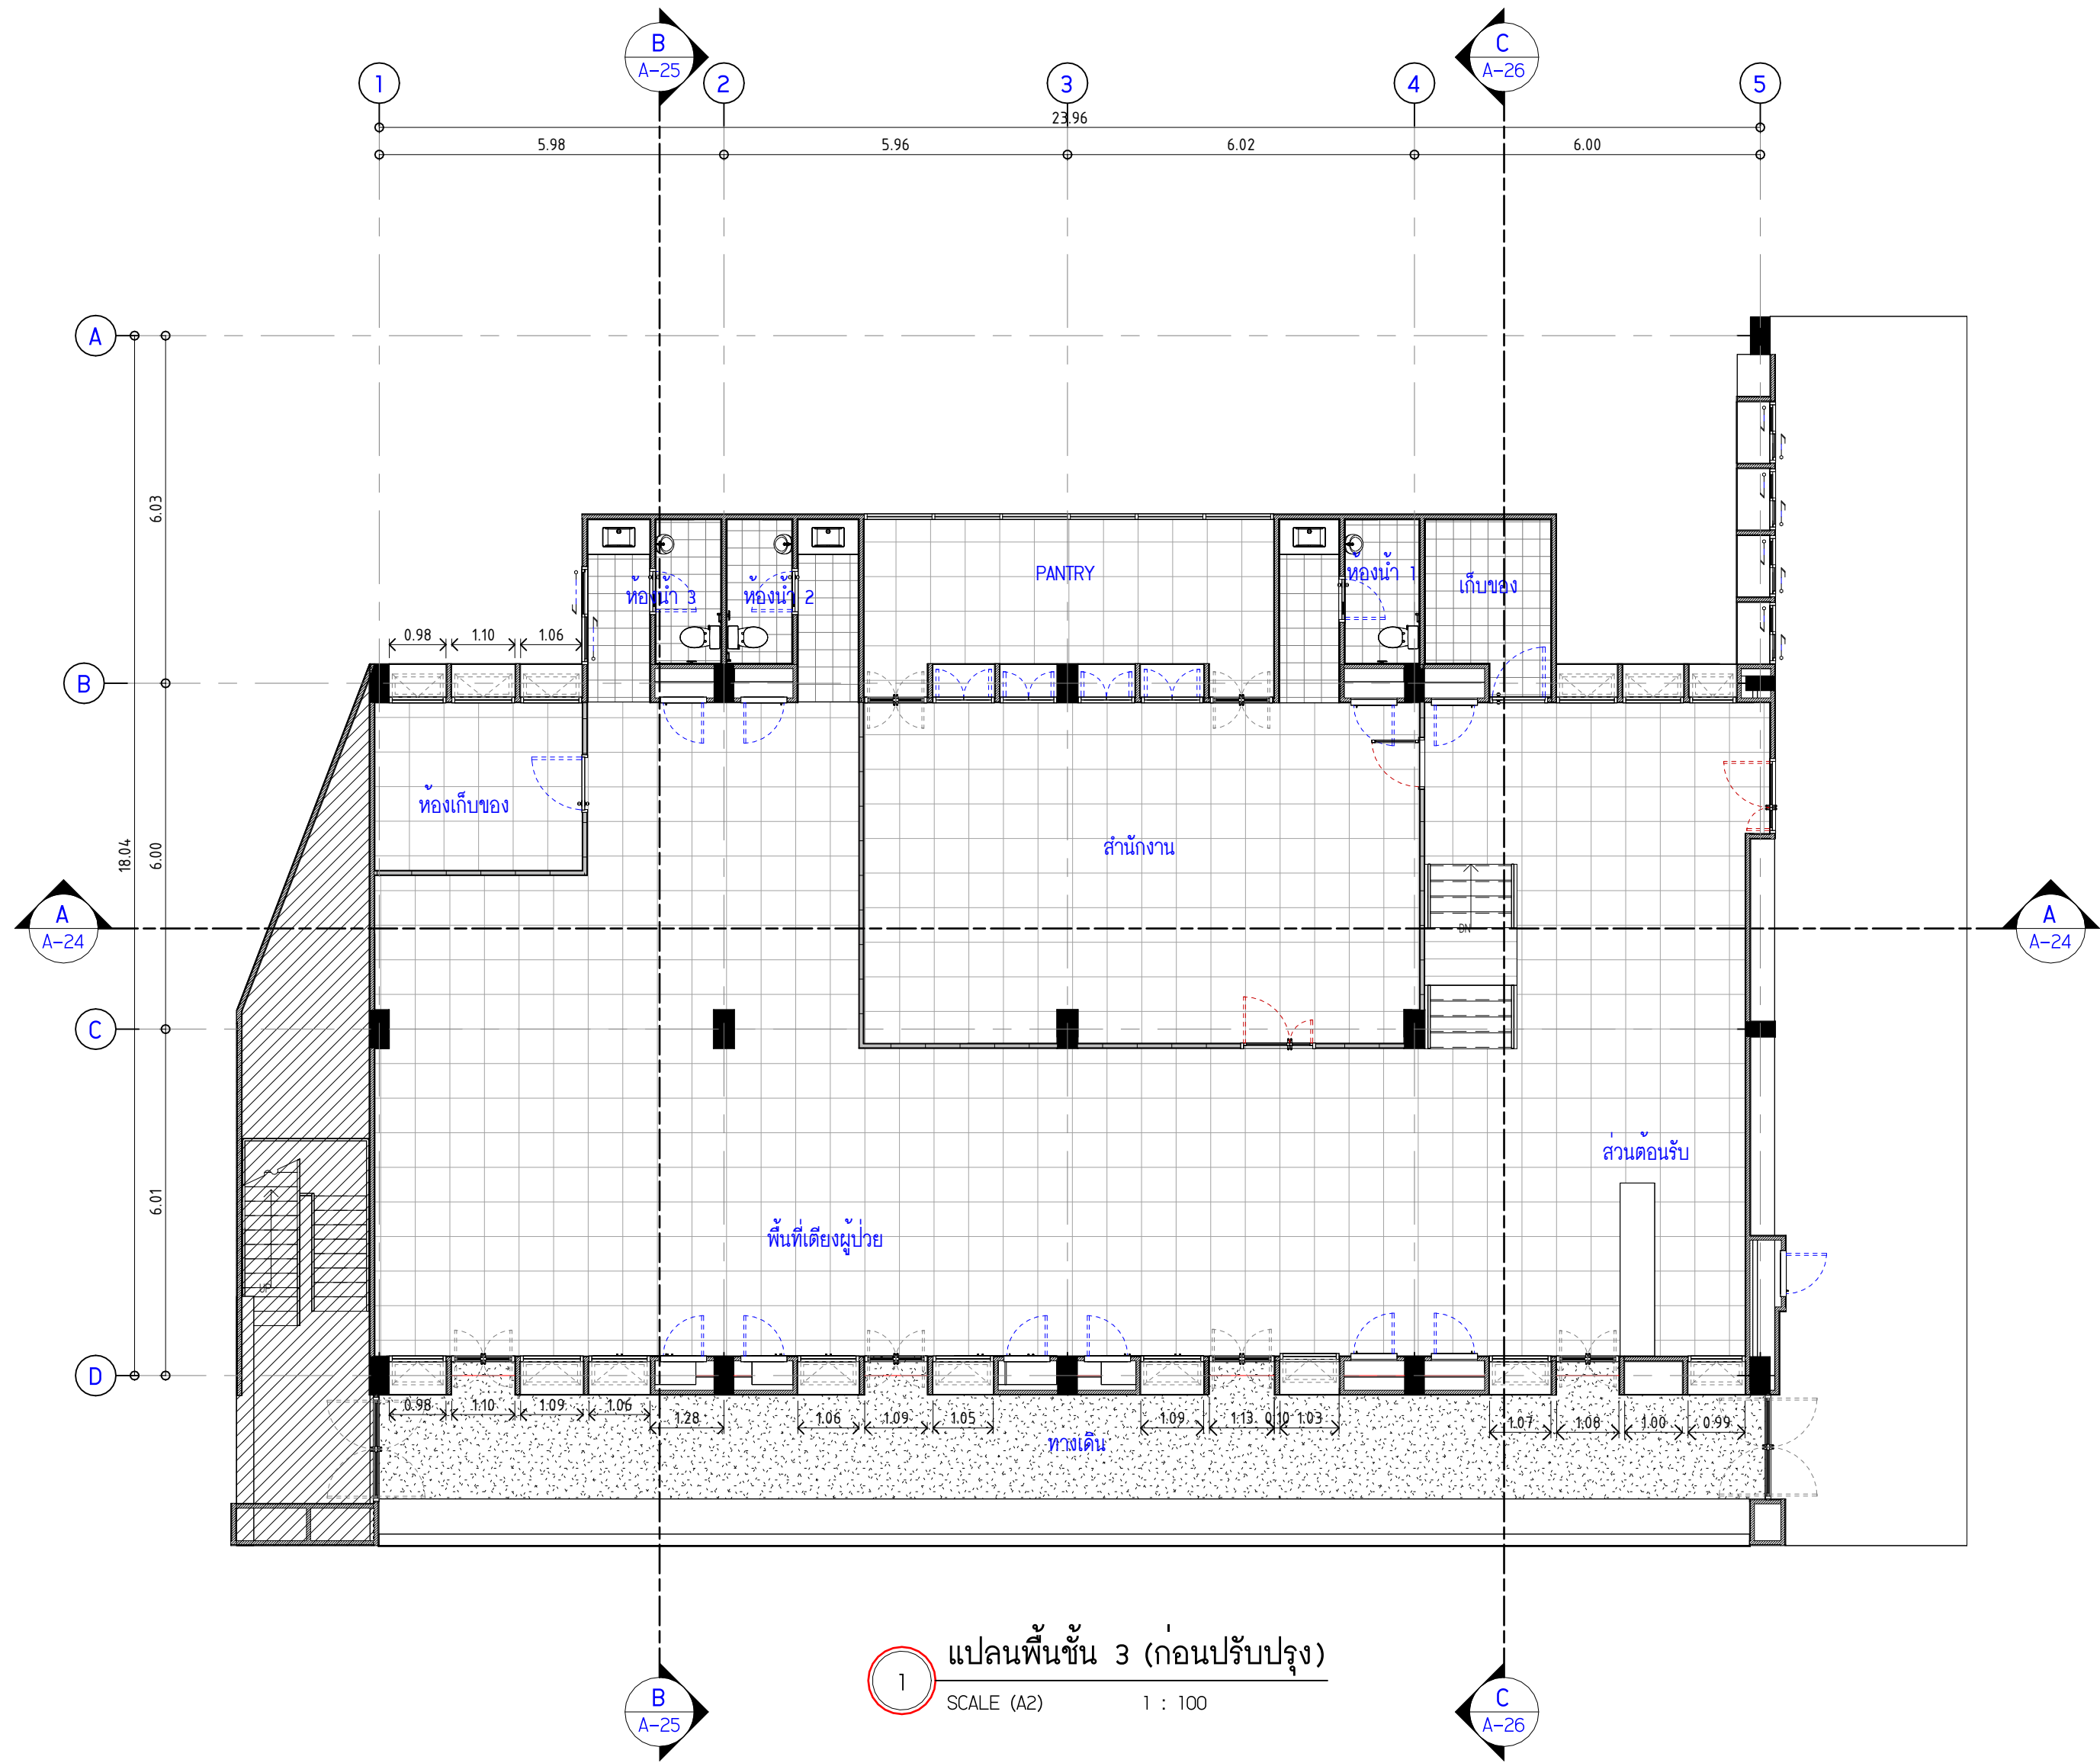 B
A-25
C
A-26
1
2
3
4
5
23.96
5.98
5.96
6.02
6.00
A
6.03
PANTRY
ห้องน้ำ 1
เก็บของ
ห้องน้ำ 3
ห้องน้ำ 2
0.98
1.10
1.06
B
ห้องเก็บของ
สำนักงาน
18.04
6.00
A
A-24
DN
A
A-24
C
ส่วนต้อนรับ
6.01
พื้นที่เตียงผู้ป่วย
UP
D
0.98
1.10
1.09
1.06
1.28
1.06
1.09
1.05
1.09
1.13
0.10
1.03
1.07
1.08
1.00
0.99
ทางเดิน
1
แปลนพื้นชั้น 3 (ก่อนปรับปรุง)
SCALE (A2) 1 : 100
B
A-25
C
A-26